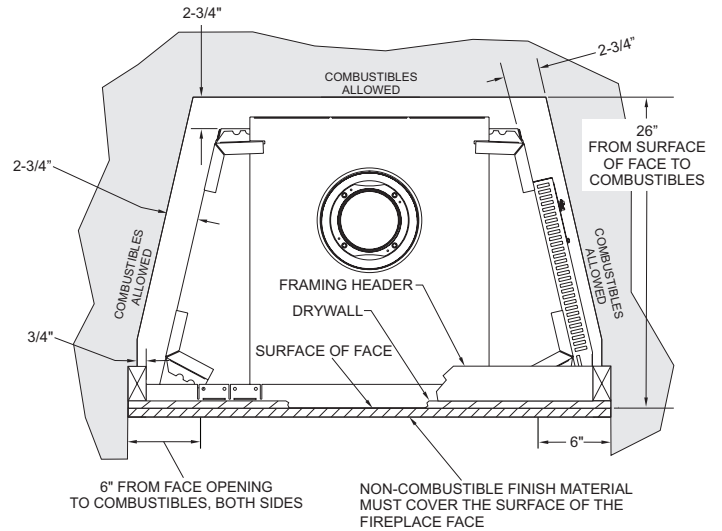 2-3/4"
2-3/4"
COMBUSTIBLES
ALLOWED
26"
FROM SURFACE
OF FACE TO
COMBUSTIBLES
2-3/4"
COMBUSTIBLES
ALLOWED
COMBUSTIBLES
ALLOWED
FRAMING HEADER
DRYWALL
3/4"
SURFACE OF FACE
6"
6" FROM FACE OPENING
TO COMBUSTIBLES, BOTH SIDES
NON-COMBUSTIBLE FINISH MATERIAL
MUST COVER THE SURFACE OF THE
FIREPLACE FACE